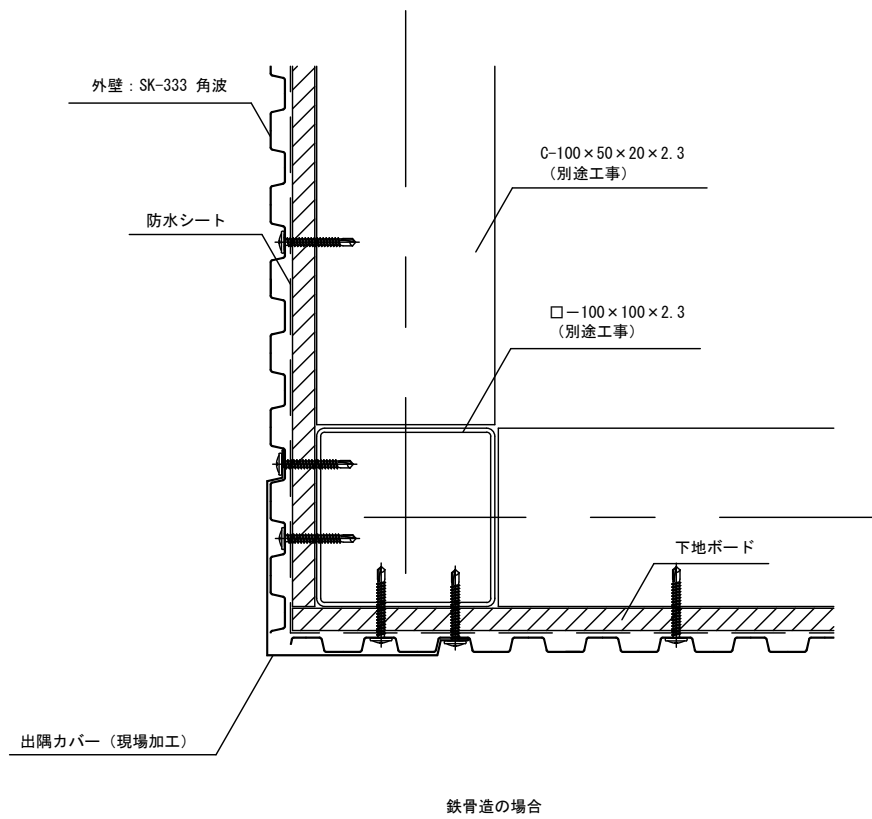 外壁：SK-333 角波
C-100×50×20×2.3
（別途工事）
防水シート
□－100×100×2.3
（別途工事）
下地ボード
出隅カバー（現場加工）
鉄骨造の場合